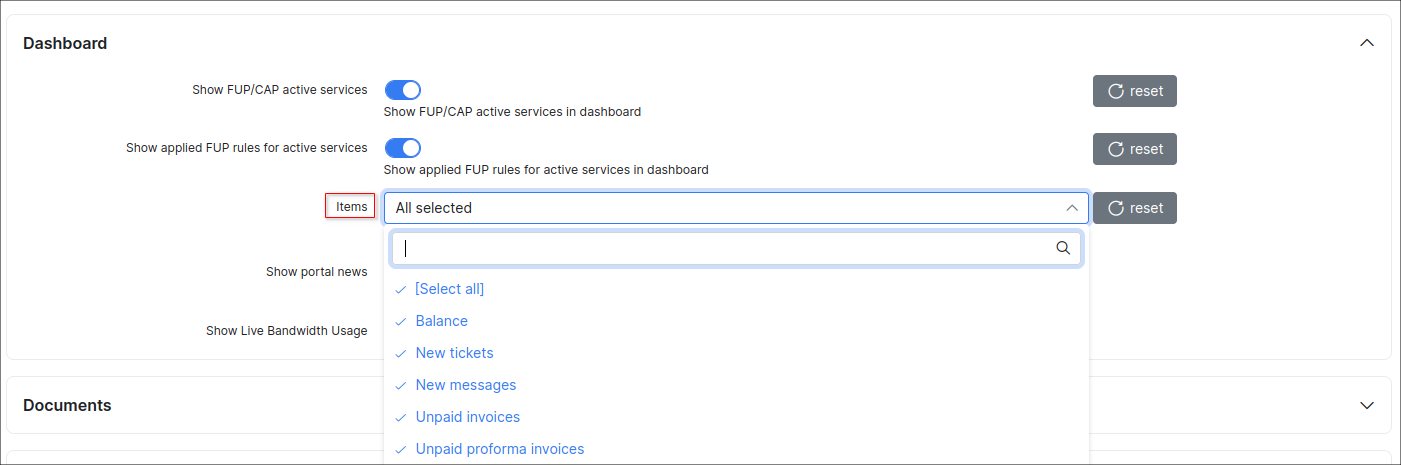 Dashboard
Show FUP/CAP active services
reset
Show FUP/CAP active services in dashboard
Show applied FUP rules for active services
reset
Show applied FUP rules for active services in dashboard
Items
All selected
reset
Show portal news
[Select all]
Balance
Show Live Bandwidth Usage
New tickets
New messages
Documents
Unpaid invoices
Unpaid proforma invoices